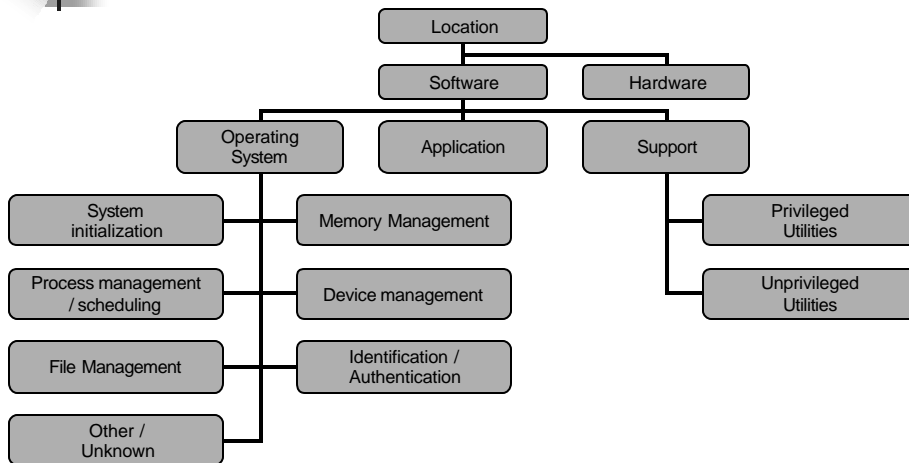 Location
Software
Hardware
Operating
System
Application
Support
System
initialization
Memory Management
Privileged
Utilities
Process management
/ scheduling
Device management
Unprivileged
Utilities
File Management
Identification /
Authentication
Other /
Unknown